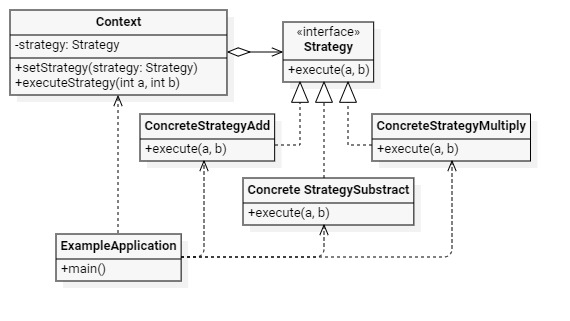 Context
-strategy: Strategy
+setStrategy(strategy: Strategy)
+executeStrategy(int a, int b)
«interface»
Strategy
+execute(a, b)
ConcreteStrategyAdd
+execute(a, b)
ConcreteStrategyMultiply
+execute(a, b)
Concrete StrategySubstract
+execute(a, b)
ExampleApplication
+main()